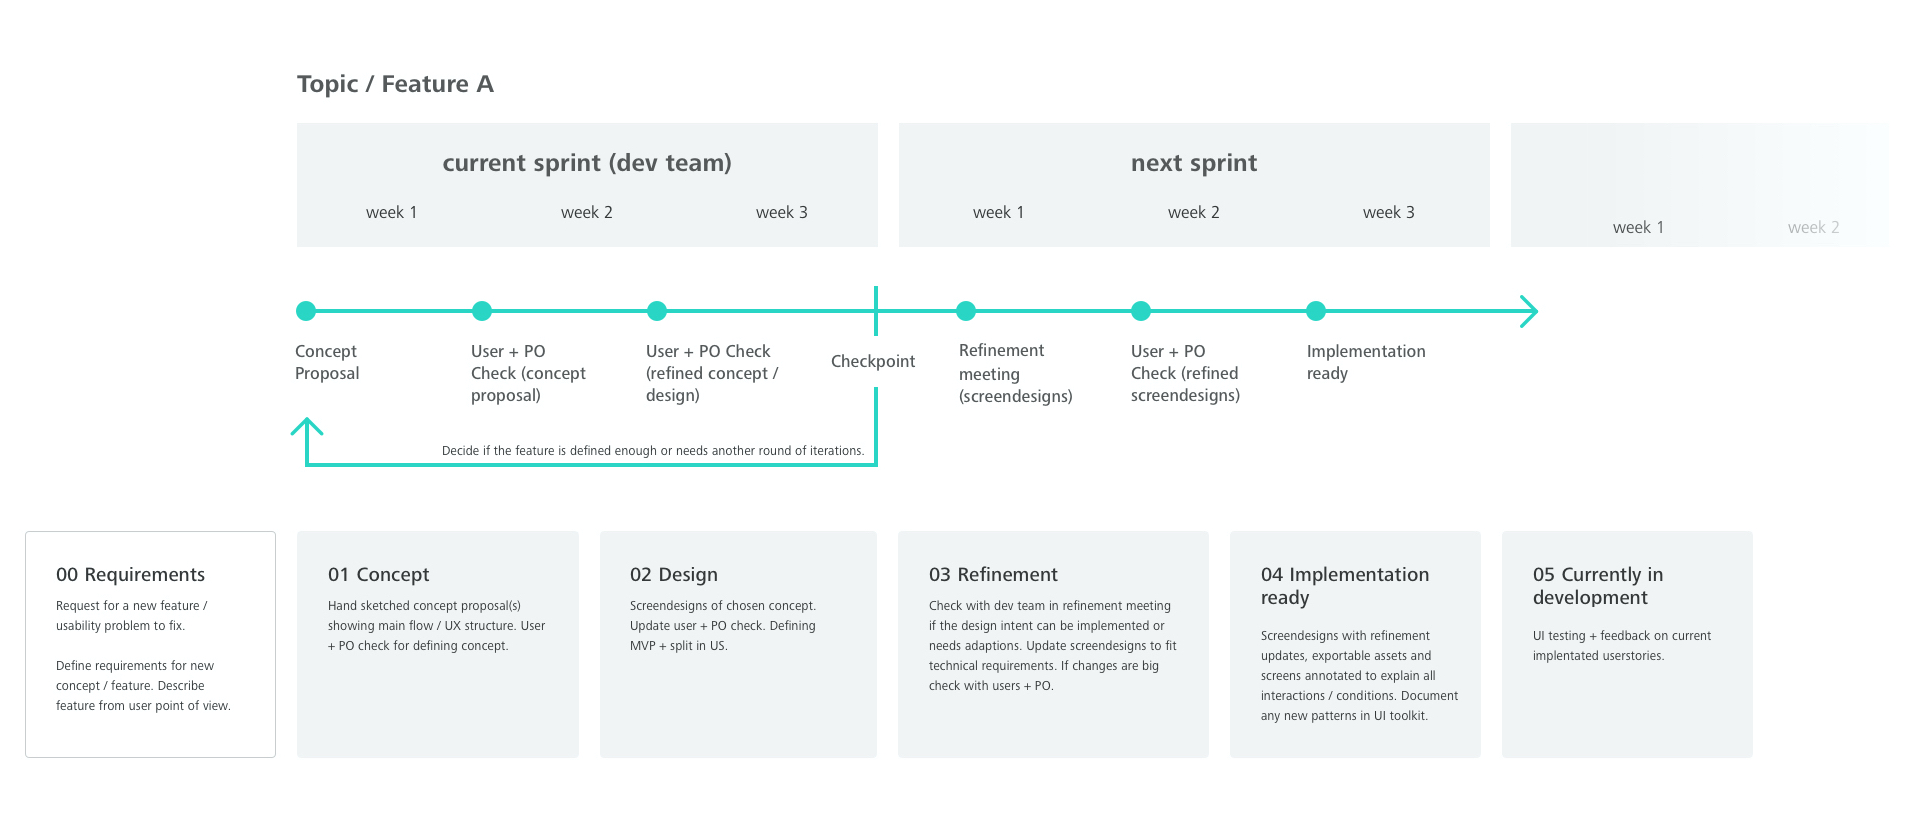 Topic / Feature A
current sprint (dev team)
week 1
week 2
week 3
next sprint
week 1
week 2
week 3
week 1
week 2
Concept
Proposal
User + PO
Check (concept
proposal)
User + PO Check
(refined concept /
design)
Checkpoint
Refinement
meeting
(screendesigns)
User + PO
Check (refined
screendesigns)
Implementation
ready
Decide if the feature is defined enough or needs another round of iterations.
00 Requirements
Request for a new feature /
usability problem to fix.
Define requirements for new
concept / feature. Describe
feature from user point of view.
01 Concept
Hand sketched concept proposal(s)
showing main flow / UX structure. User
+ PO check for defining concept.
02 Design
Screendesigns of chosen concept.
Update user + PO check. Defining
MVP + split in US.
03 Refinement
Check with dev team in refinement meeting
if the design intent can be implemented or
needs adaptions. Update screendesigns to fit
technical requirements. If changes are big
check with users + PO.
04 Implementation
ready
Screendesigns with refinement
updates, exportable assets and
screens annotated to explain all
interactions / conditions. Document
any new patterns in UI toolkit.
05 Currently in
development
UI testing + feedback on current
implentated userstories.